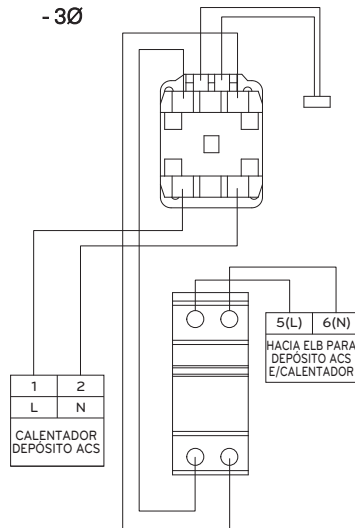 - 3Ø
5(L) 6(N)
HACIA ELB PARA
DEPÓSITO ACS
E/CALENTADOR
1 2
L N
CALENTADOR
DEPÓSITO ACS